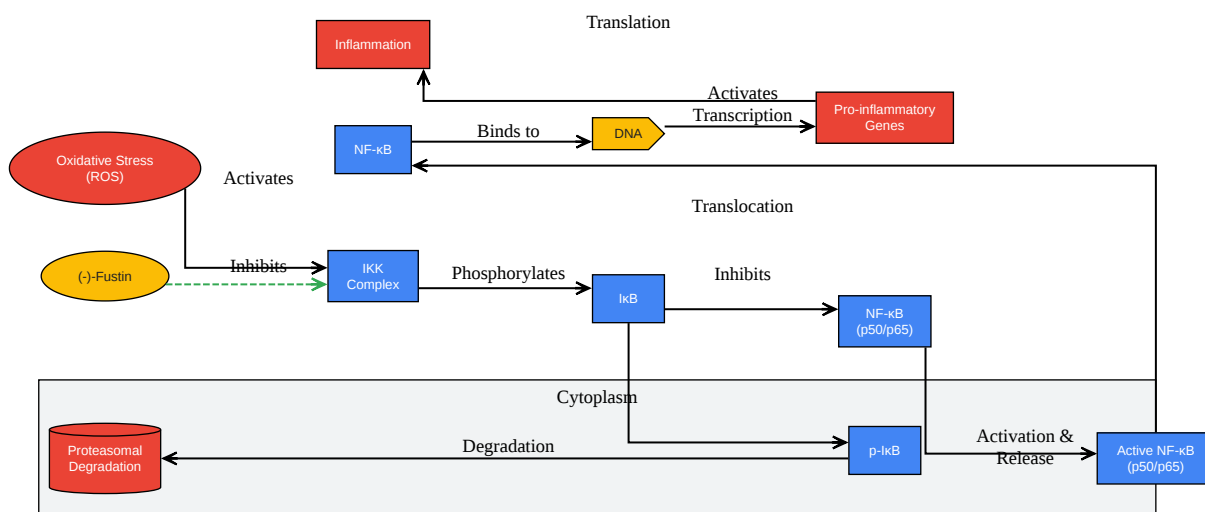 Translation
Inflammation
Activates
Transcription
Pro-inflammatory
Genes
Binds to
DNA
NF-κB
Oxidative Stress
(ROS)
Activates
Translocation
(-)-Fustin
Inhibits
IKK
Complex
Phosphorylates
IκB
Inhibits
NF-κB
(p50/p65)
Cytoplasm
Proteasomal
Degradation
Degradation
p-IκB
Activation &
Release
Active NF-κB
(p50/p65)